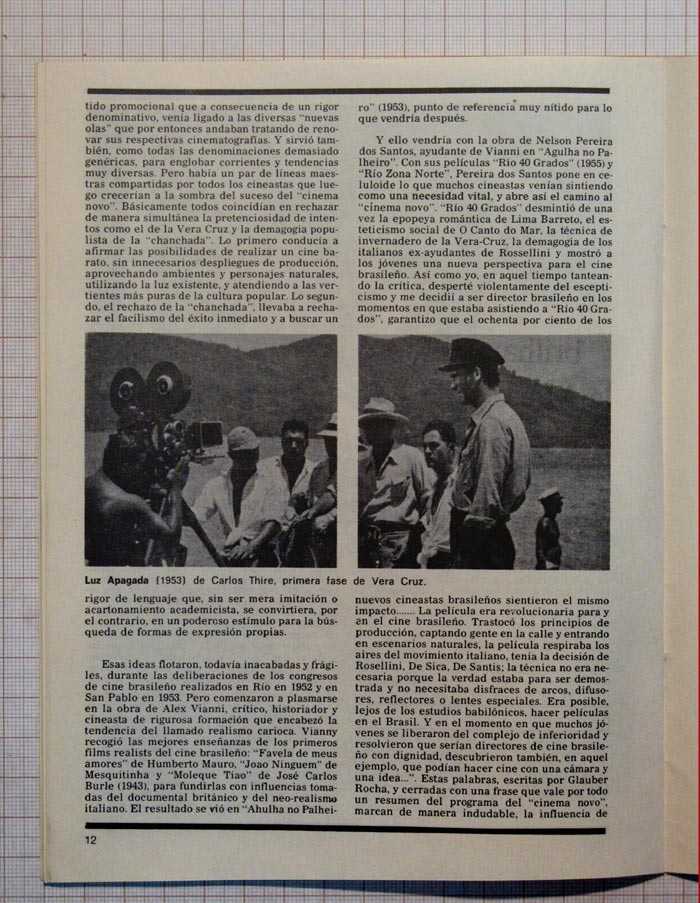 tido promocional que a consecuencia de un rigor
denominativo, venía ligado a las diversas "nuevas
olas" que por entonces andaban tratando de reno-
var sus respectivas cinematografías. Y sirvió tam-
bién, como todas las denominaciones demasiado
genéricas, para englobar corrientes y tendencias
muy diversas. Pero había un par de líneas maes-
tras compartidas por todos los cineastas que lue-
go crecerían a la sombra del suceso del "cinema
novo". Básicamente todos coincidían en rechazar
de manera simultánea la pretenciosidad de inten-
tos como el de la Vera Cruz y la demagogia popu-
lista de la "chanchada". Lo primero conducía a
afirmar las posibilidades de realizar un cine ba-
rato, sin innecesarios despliegues de producción,
aprovechando ambientes y personajes naturales,
utilizando la luz existente, y atendiendo a las ver-
tientes más puras de la cultura popular. Lo segun-
do, el rechazo de la "chanchada", llevaba a recha-
zar el facilismo del éxito inmediato y a buscar un
rigor de lenguaje que, sin ser mera imitación o
acartonamiento academicista, se convirtiera, por
el contrario, en un poderoso estímulo para la bús-
queda de formas de expresión propias.
Esas ideas flotaron, todavía inacabadas y frági-
les, durante las deliberaciones de los congresos
de cine brasileño realizados en Río en 1952 y en
San Pablo en 1953. Pero comenzaron a plasmarse
en la obra de Alex Vianni, crítico, historiador y
cineasta de rigurosa formación que encabezó la
tendencia del llamado realismo carioca. Vianny
recogió las mejores enseñanzas de los primeros
films realists del cine brasileño: "Favela de meus
amores" de Humberto Mauro, "Joao Ninguem" de
Mesquitinha y "Moleque Tiao" de José Carlos
Burle (1943), para fundirlas con influencias toma-
das del documental británico y del neo-realismo
italiano. El resultado se vió en "Ahulha no Palhei-
ro" (1953), punto de referencia muy nítido para lo
que vendría después.
Y ello vendría con la obra de Nelson Pereira
dos Santos, ayudante de Vianni en "Agulha no Pa-
lheiro". Con sus películas "Rio 40 Grados" (1955) y
"Río Zona Norte", Pereira dos Santos pone en ce-
luloide lo que muchos cineastas venían sintiendo
como una necesidad vital, y abre así el camino al
"cinema novo". "Río 40 Grados" desmintió de una
vez la epopeya romántica de Lima Barreto, el es-
teticismo social de O Canto do Mar, la técnica de
invernadero de la Vera-Cruz, la demagogia de los
italianos ex-ayudantes de Rossellini y mostró a
los jóvenes una nueva perspectiva para el cine
brasileño. Así como yo, en aquel tiempo tantean-
do la crítica, desperté violentamente del escepti-
cismo y me decidií a ser director brasileño en los
momentos en que estaba asistiendo a "Río 40 Gra-
dos", garantizo que el ochenta por ciento de los
nuevos cineastas brasileños sientieron el mismo
impacto....... La película era revolucionaria para y
en el cine brasileño. Trastocó los principios de
producción, captando gente en la calle y entrando
en escenarios naturales, la película respiraba los
aires del movimiento italiano, tenía la decisión de
Rosellini, De Sica, De Santis; la técnica no era ne-
cesaria porque la verdad estaba para ser demos-
trada y no necesitaba disfraces de arcos, difuso-
res, reflectores o lentes especiales. Era posible,
lejos de los estudios babilónicos, hacer películas
en el Brasil. Y en el momento en que muchos jó-
venes se liberaron del complejo de inferioridad y
resolvieron que serían directores de cine brasile-
ño con dignidad, descubrieron también, en aquel
ejemplo, que podían hacer cine con una cámara y
una idea...". Estas palabras, escritas por Glauber
Rocha, y cerradas con una frase que vale por todo
un resumen del programa del "cinema novo",
marcan de manera indudable, la influencia de
Luz Apagada (1953) de Carlos Thire, primera fase de Vera Cruz.
12